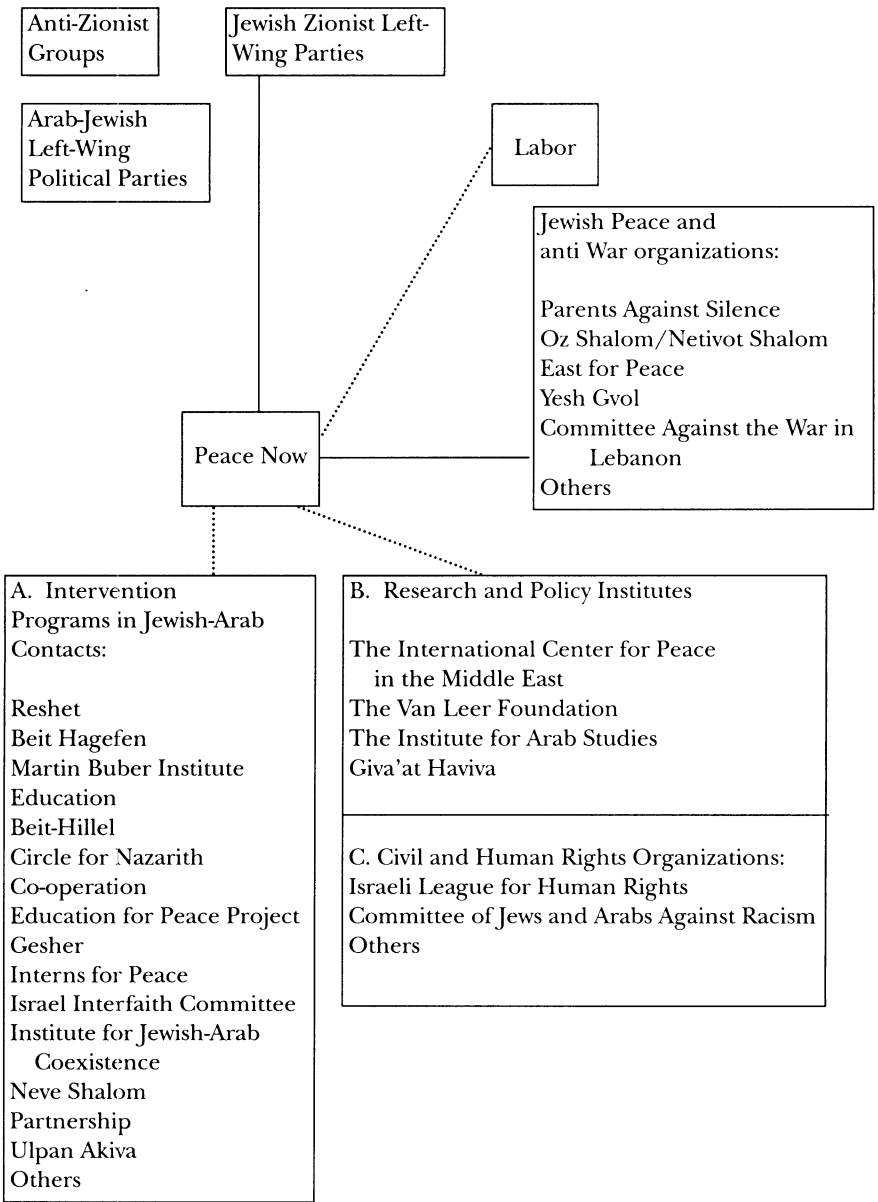 Anti-Zionist
Groups
Jewish Zionist Left-
Wing Parties
Arab-Jewish
Left-Wing
Political Parties
Labor
Jewish Peace and
anti War organizations:
Parents Against Silence
Oz Shalom/Netivot Shalom
East for Peace
Yesh Gvol
Committee Against the War in
Lebanon
Others
Peace Now
A. Intervention
Programs in Jewish-Arab
Contacts:
Reshet
Beit Hagefen
Martin Buber Institute
Education
Beit-Hillel
Circle for Nazarith
Co-operation
Education for Peace Project
Gesher
Interns for Peace
Israel Interfaith Committee
Institute for Jewish-Arab
Coexistence
Neve Shalom
Partnership
Ulpan Akiva
Others
B. Research and Policy Institutes
The International Center for Peace
in the Middle East
The Van Leer Foundation
The Institute for Arab Studies
Giva'at Haviva
C. Civil and Human Rights Organizations:
Israeli League for Human Rights
Committee of Jews and Arabs Against Racism
Others